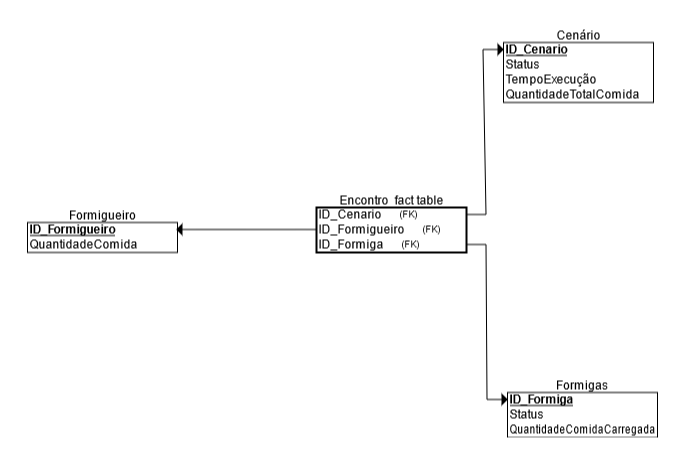 Cenário
ID_Cenario
Status
TempoExecução
QuantidadeTotalComida
Encontro fact table
ID_Cenario (FK)
ID_Formigueiro (FK)
ID_Formiga (FK)
Formigueiro
ID_Formigueiro
QuantidadeComida
Formigas
ID_Formiga
Status
QuantidadeComidaCarregada